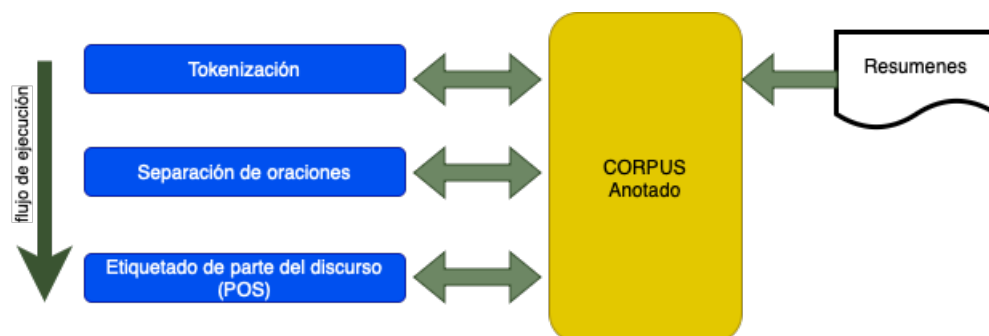 flujo de ejecución
Tokenización
Separación de oraciones
Etiquetado de parte del discurso
(POS)
CORPUS
Anotado
Resumenes